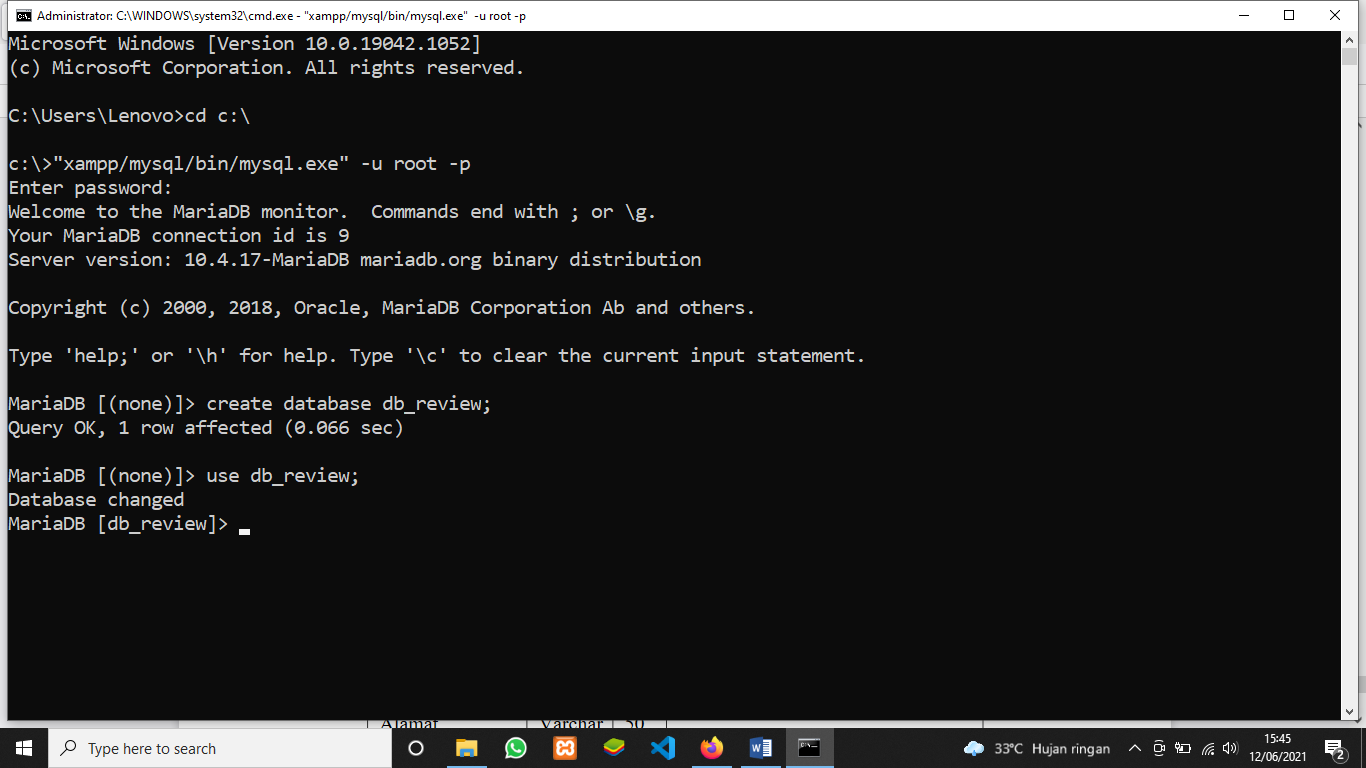 Administrator: C:\WINDOWS\system32\cmd.exe - "xampp/mysql/bin/mysql.exe" -u root -p
Microsoft Windows [Version 10.0.19042.1052]
(c) Microsoft Corporation. All rights reserved.
C:\Users\Lenovo>cd c:\
c:\>"xampp/mysql/bin/mysql.exe" -u root -p
Enter password:
Welcome to the MariaDB monitor.  Commands end with ; or \g.
Your MariaDB connection id is 9
Server version: 10.4.17-MariaDB mariadb.org binary distribution
Copyright (c) 2000, 2018, Oracle, MariaDB Corporation Ab and others.
Type 'help;' or '\h' for help. Type '\c' to clear the current input statement.
MariaDB [(none)]> create database db_review;
Query OK, 1 row affected (0.066 sec)
MariaDB [(none)]> use db_review;
Database changed
MariaDB [db_review]>
Alamat Varchar 50
Type here to search
33°C Hujan ringan
15:45
12/06/2021
2